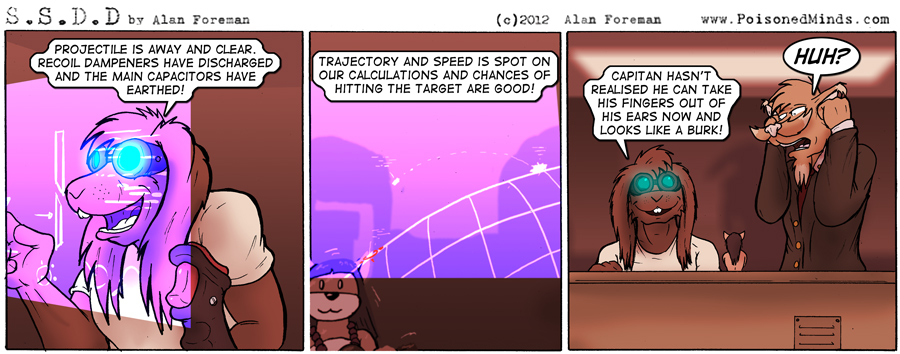 S.S.D.D by Alan Foreman (c)2012 Alan Foreman www.PoisonedMinds.com
PROJECTILE IS AWAY AND CLEAR.
RECOIL DAMPENERS HAVE DISCHARGED
AND THE MAIN CAPACITORS HAVE
EARTHED!
TRAJECTORY AND SPEED IS SPOT ON
OUR CALCULATIONS AND CHANCES OF
HITTING THE TARGET ARE GOOD!
CAPITAN HASN'T
REALISED HE CAN TAKE
HIS FINGERS OUT OF
HIS EARS NOW AND
LOOKS LIKE A BURK!
HUH?